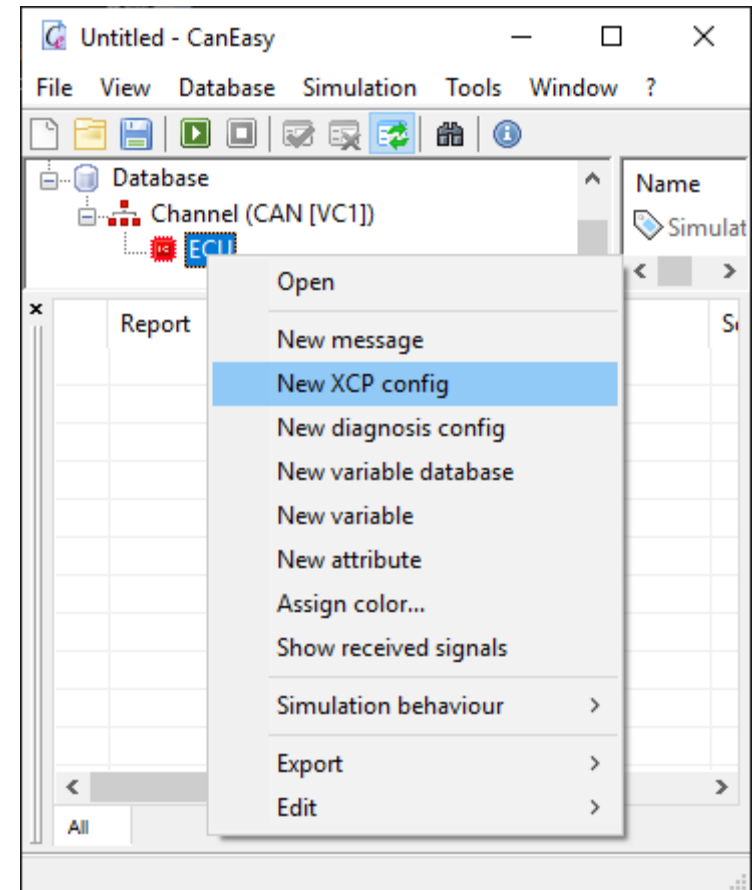 Untitled - CanEasy
File View Database Simulation Tools Window ?
Database
Channel (CAN [VC1])
ECU
Name
Simulat
Report
Open
New message
New XCP config
New diagnosis config
New variable database
New variable
New attribute
Assign color...
Show received signals
Simulation behaviour
Export
Edit
All